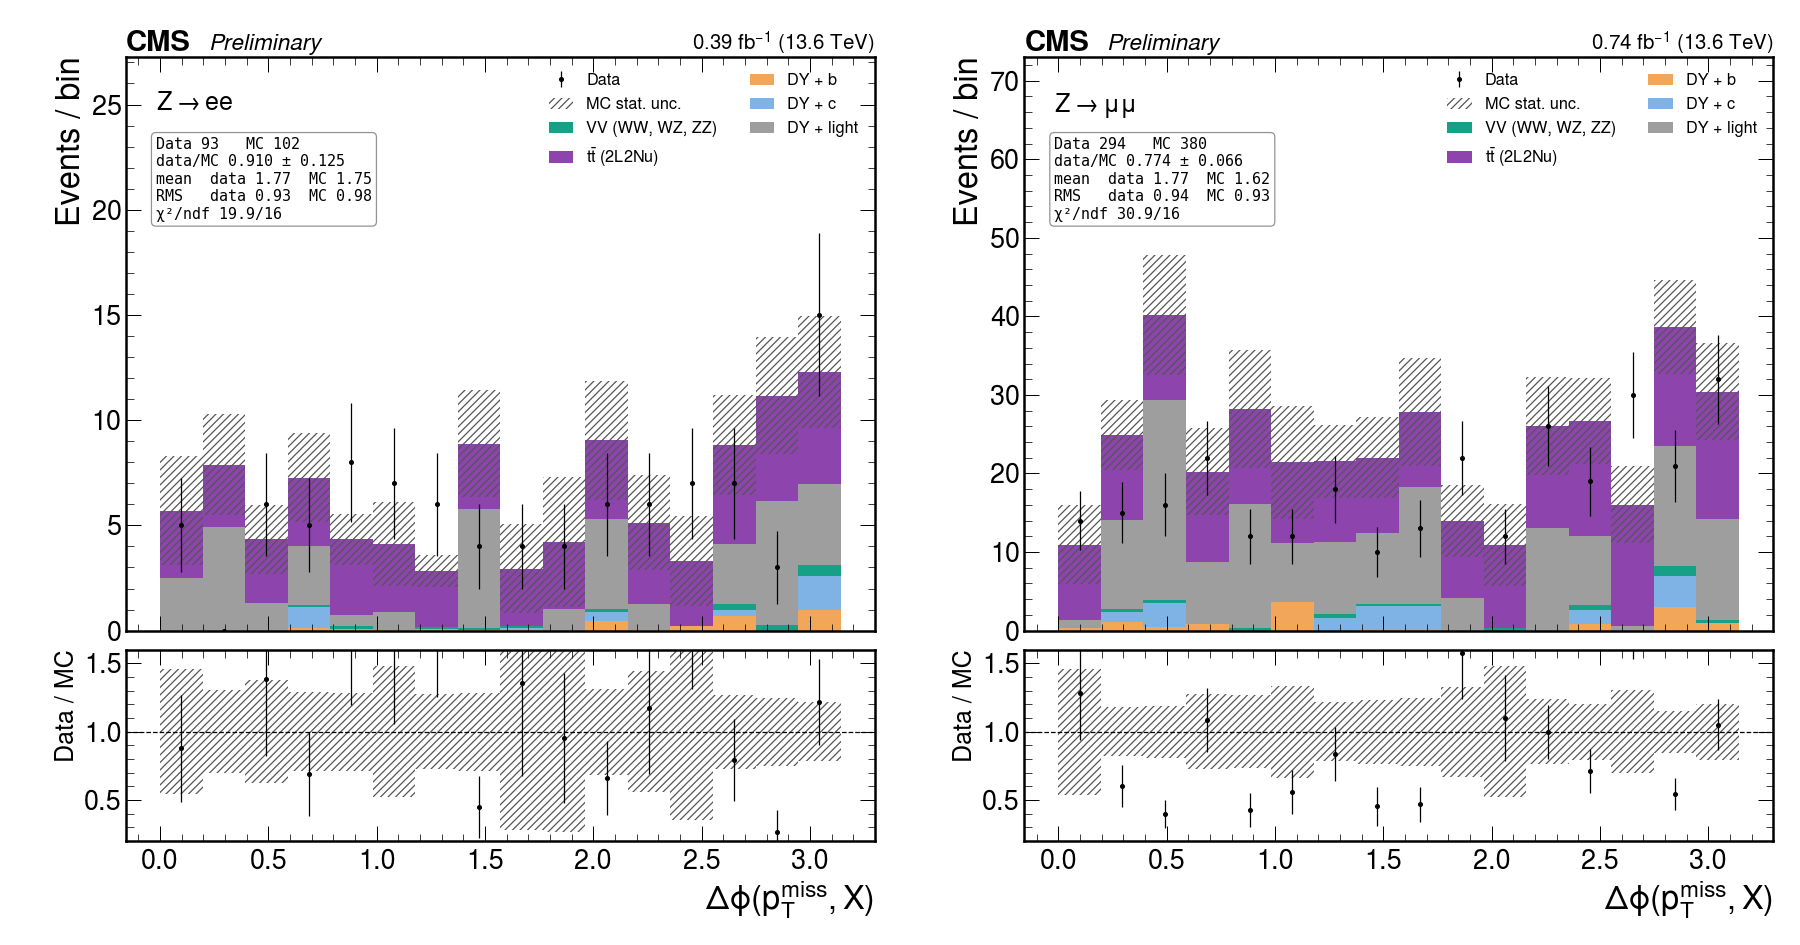 CMS Preliminary 0.39 fb⁻¹ (13.6 TeV)
Events / bin
Z → ee
Data 93   MC 102
data/MC 0.910 ± 0.125
mean  data 1.77  MC 1.75
RMS   data 0.93  MC 0.98
χ²/ndf 19.9/16
Data
MC stat. unc.
VV (WW, WZ, ZZ)
tt̄ (2L2Nu)
DY + b
DY + c
DY + light
25
20
15
10
5
0
Data / MC
1.5
1.0
0.5
0.0 0.5 1.0 1.5 2.0 2.5 3.0
Δϕ(p_T^miss, X)
CMS Preliminary 0.74 fb⁻¹ (13.6 TeV)
Events / bin
Z → μμ
Data 294   MC 380
data/MC 0.774 ± 0.066
mean  data 1.77  MC 1.62
RMS   data 0.94  MC 0.93
χ²/ndf 30.9/16
Data
MC stat. unc.
VV (WW, WZ, ZZ)
tt̄ (2L2Nu)
DY + b
DY + c
DY + light
70
60
50
40
30
20
10
0
Data / MC
1.5
1.0
0.5
0.0 0.5 1.0 1.5 2.0 2.5 3.0
Δϕ(p_T^miss, X)